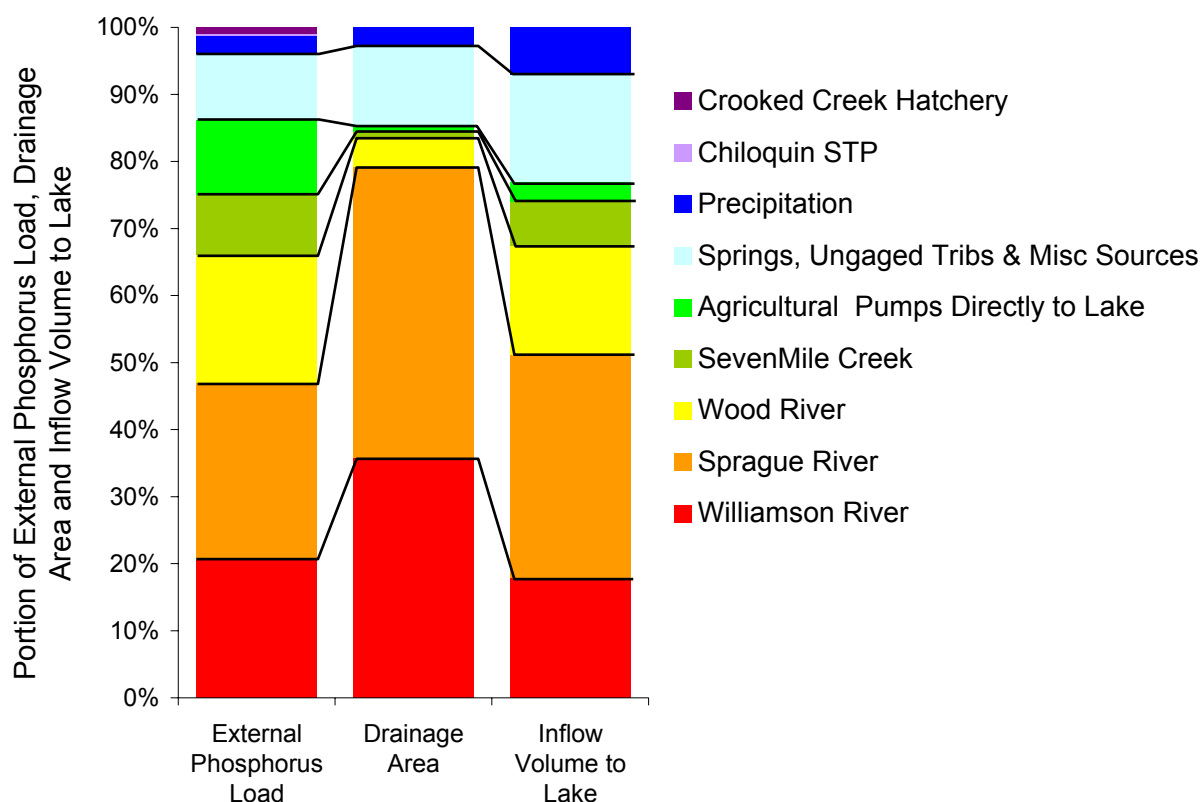 Portion of External Phosphorus Load, Drainage
Area and Inflow Volume to Lake
100%
90%
80%
70%
60%
50%
40%
30%
20%
10%
0%
External
Phosphorus
Load
Drainage
Area
Inflow
Volume to
Lake
Crooked Creek Hatchery
Chiloquin STP
Precipitation
Springs, Ungaged Tribs & Misc Sources
Agricultural  Pumps Directly to Lake
SevenMile Creek
Wood River
Sprague River
Williamson River